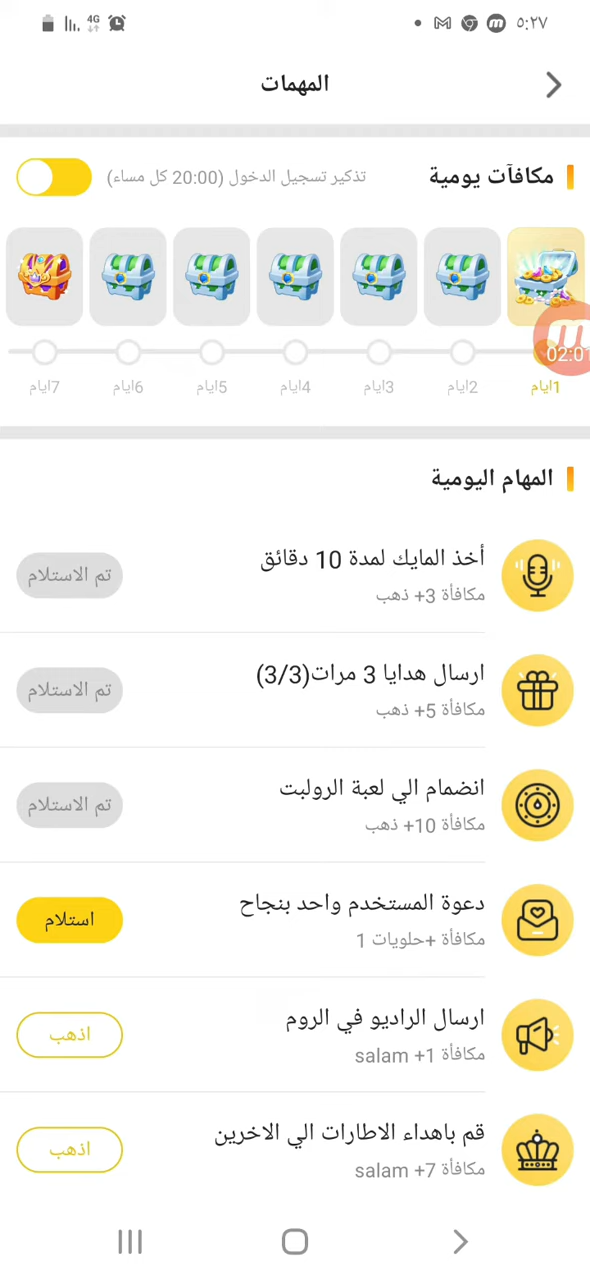 4G ٥:٢٧
المهمات
مكافآت يومية
تذكير تسجيل الدخول (20:00 كل مساء)
02:01
1ايام 2ايام 3ايام 4ايام 5ايام 6ايام 7ايام
المهام اليومية
أخذ المايك لمدة 10 دقائق
مكافأة 3+ ذهب
تم الاستلام
ارسال هدايا 3 مرات(3/3)
مكافأة 5+ ذهب
تم الاستلام
انضمام الي لعبة الرولبت
مكافأة 10+ ذهب
تم الاستلام
دعوة المستخدم واحد بنجاح
مكافأة +حلويات 1
استلام
ارسال الراديو في الروم
مكافأة 1+ salam
اذهب
قم باهداء الاطارات الي الاخرين
مكافأة 7+ salam
اذهب